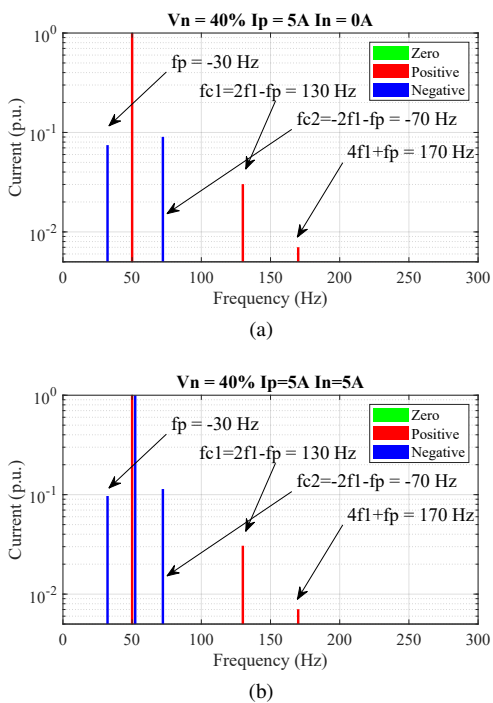 Vn = 40% Ip = 5A In = 0A
10^0
10^-1
10^-2
Current (p.u.)
fp = -30 Hz
fc1=2f1-fp = 130 Hz
fc2=-2f1-fp = -70 Hz
4f1+fp = 170 Hz
Zero
Positive
Negative
0 50 100 150 200 250 300
Frequency (Hz)
(a)
Vn = 40% Ip=5A In=5A
10^0
10^-1
10^-2
Current (p.u.)
fp = -30 Hz
fc1=2f1-fp = 130 Hz
fc2=-2f1-fp = -70 Hz
4f1+fp = 170 Hz
Zero
Positive
Negative
0 50 100 150 200 250 300
Frequency (Hz)
(b)